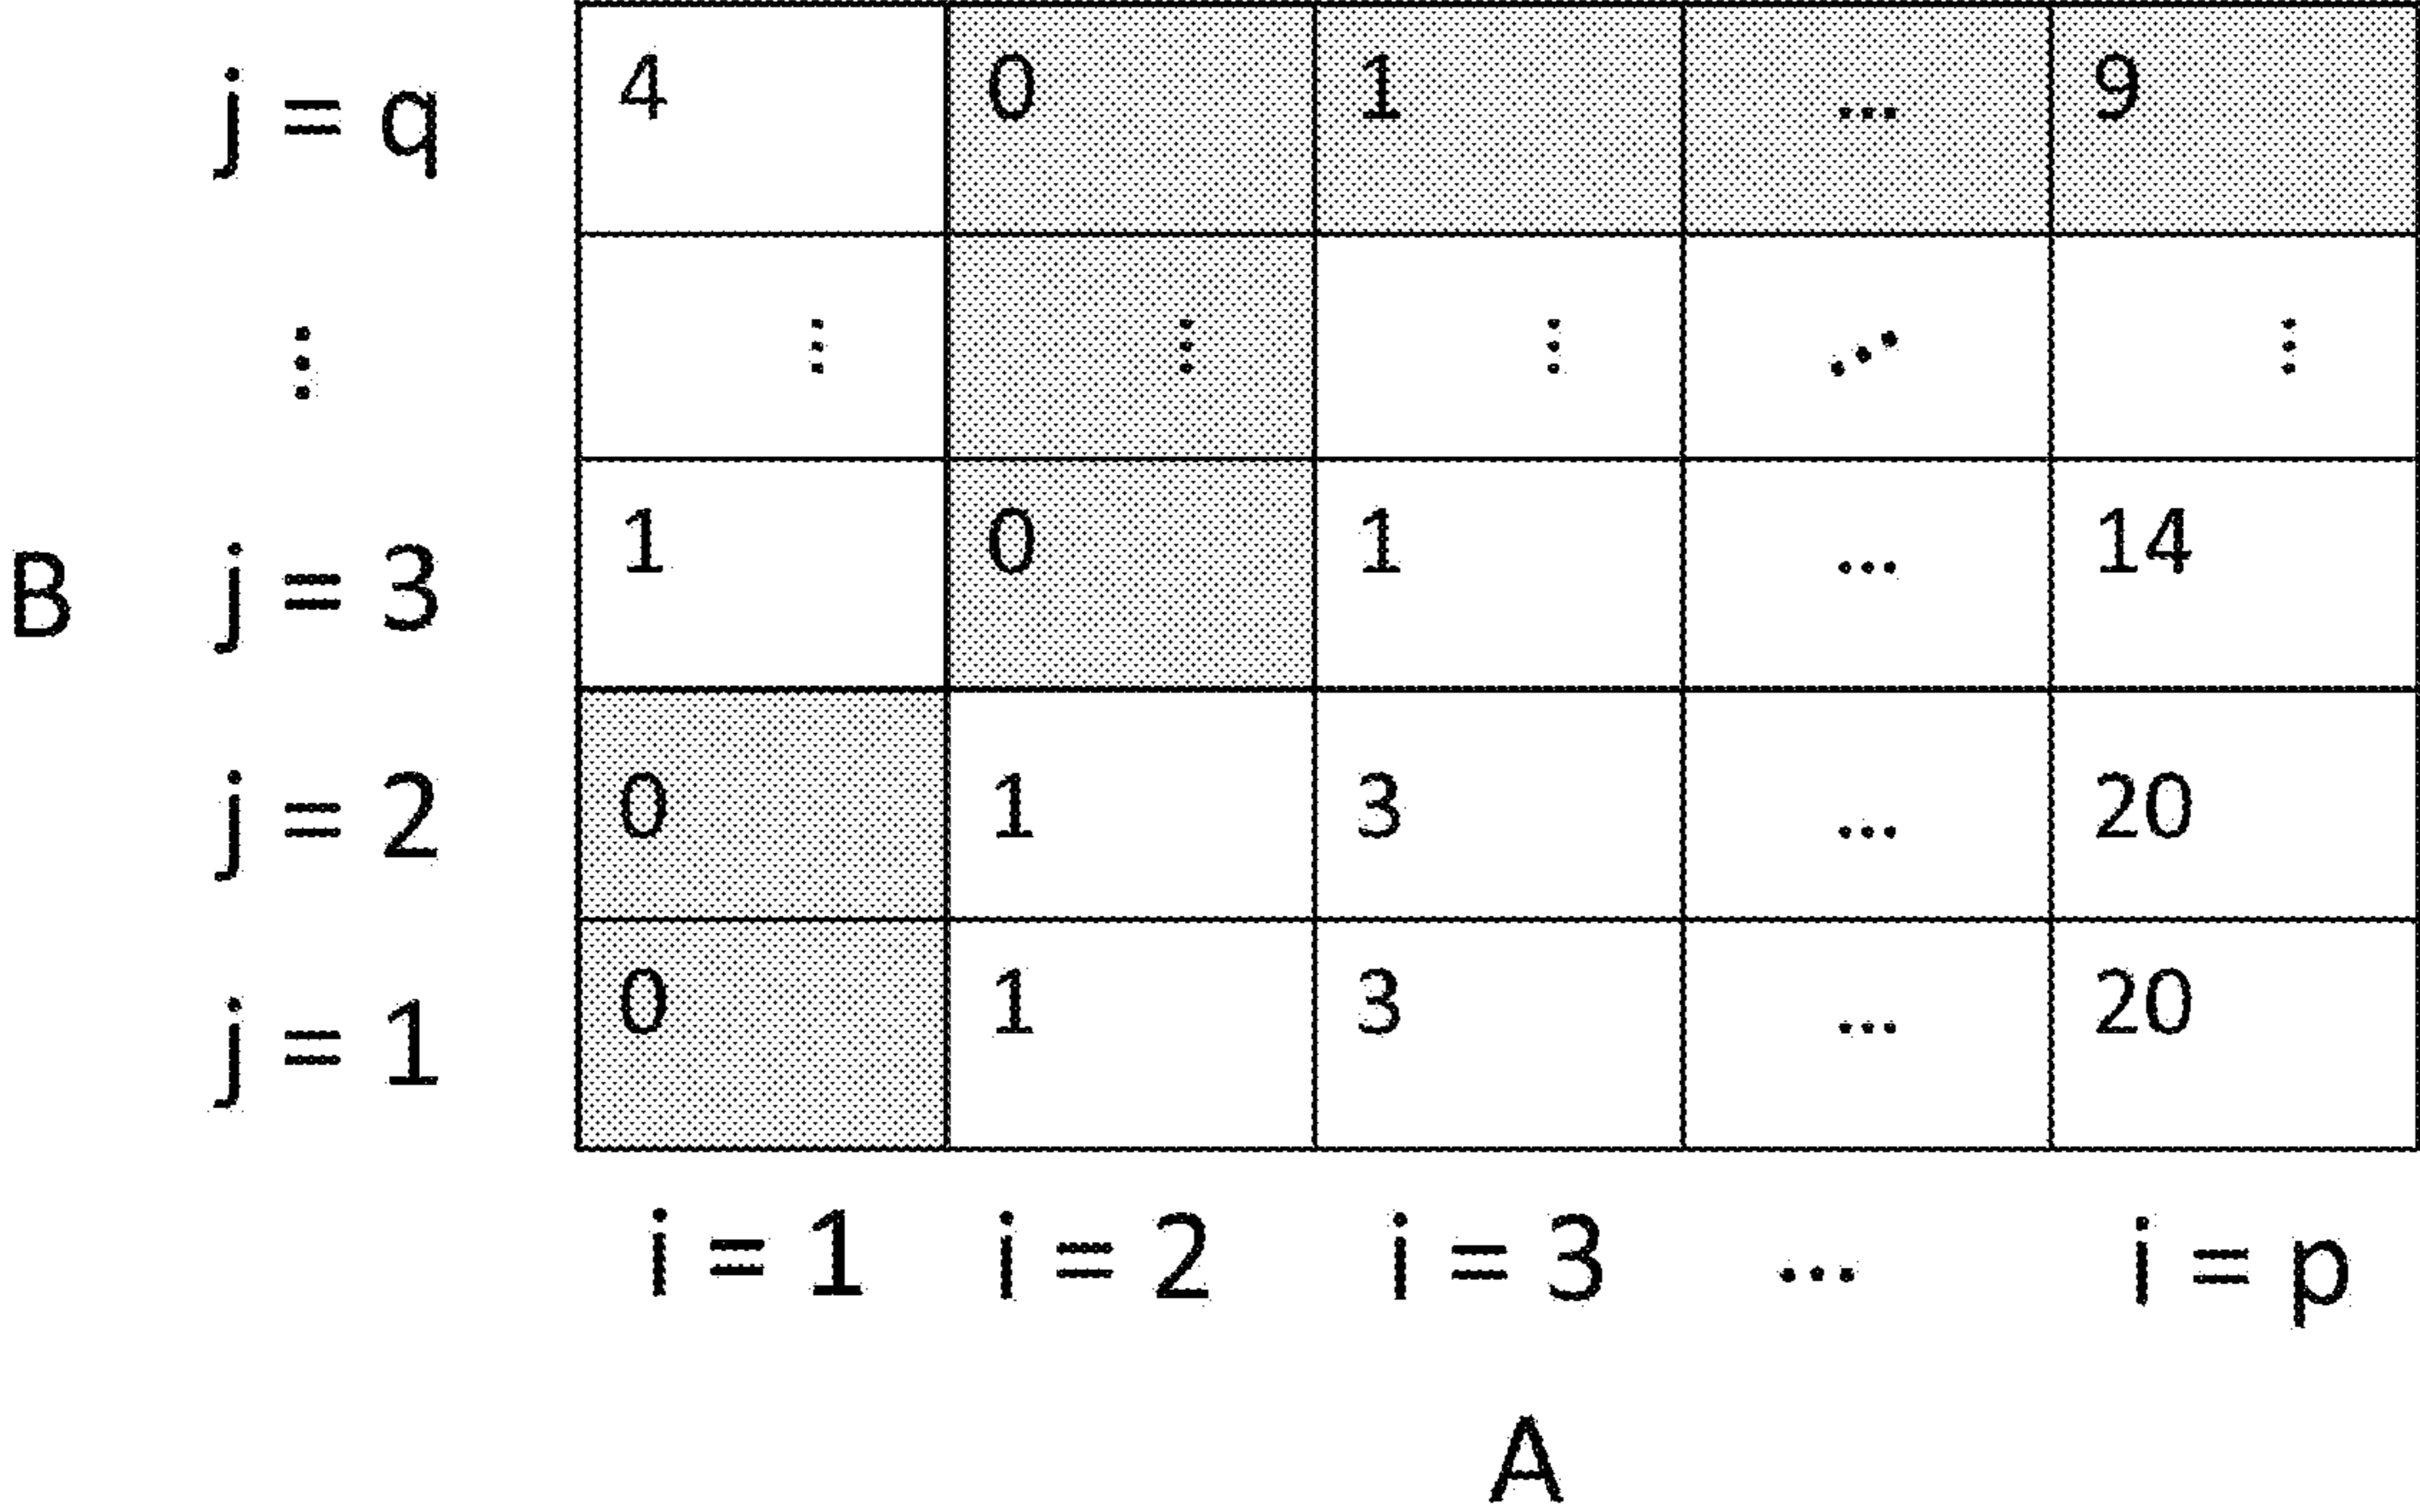 j = q 4 0 1 ... 9
⋮ ⋮ ⋮ ⋮ ⋰ ⋮
B j = 3 1 0 1 ... 14
j = 2 0 1 3 ... 20
j = 1 0 1 3 ... 20
i = 1 i = 2 i = 3 ... i = p
A